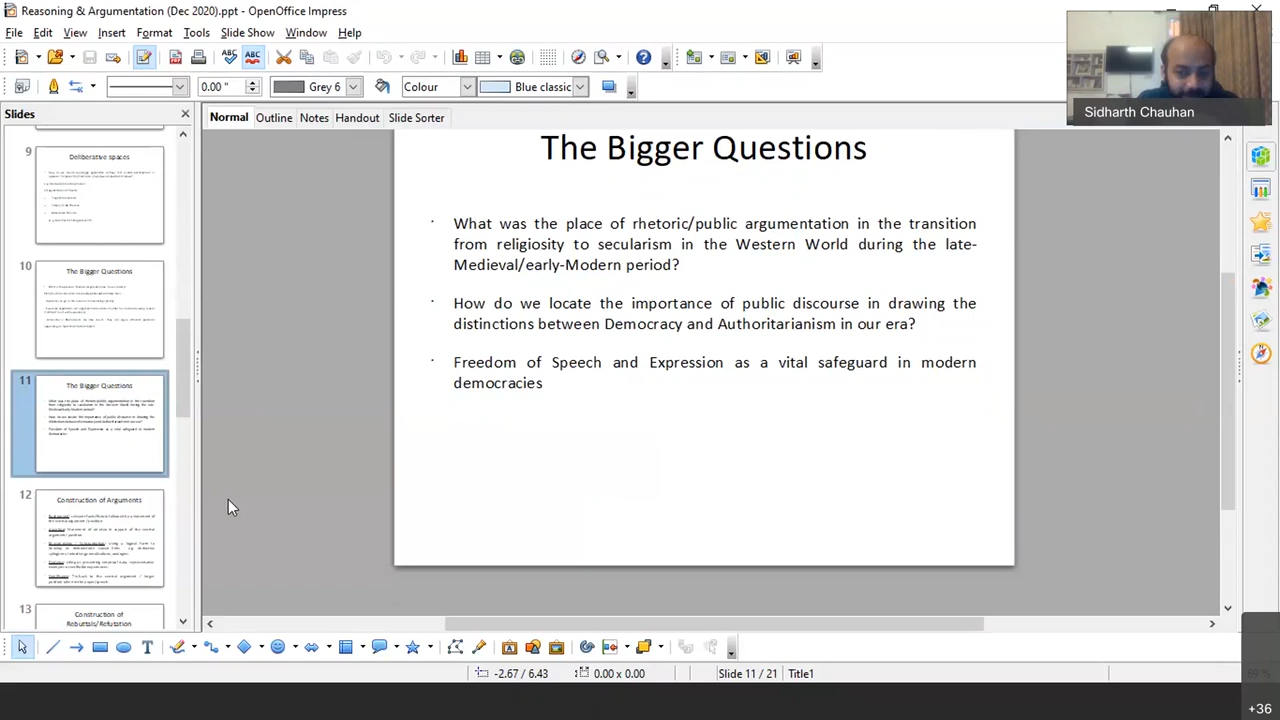 Reasoning & Argumentation (Dec 2020).ppt - OpenOffice Impress
File Edit View Insert Format Tools Slide Show Window Help
0.00 " Grey 6 Colour Blue classic
Sidharth Chauhan
Slides
Normal Outline Notes Handout Slide Sorter
9
Deliberative spaces
10
The Bigger Questions
11
The Bigger Questions
12
Construction of Arguments
13
Construction of
Rebuttals/Refutation
The Bigger Questions
· What was the place of rhetoric/public argumentation in the transition
from religiosity to secularism in the Western World during the late-
Medieval/early-Modern period?
· How do we locate the importance of public discouse in drawing the
distinctions between Democracy and Authoritarianism in our era?
· Freedom of Speech and Expression as a vital safeguard in modern
democracies
-2.67 / 6.43 0.00 x 0.00 Slide 11 / 21 Title1
+36